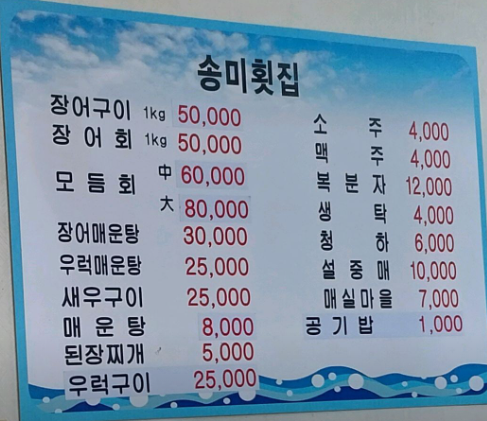 송미횟집
장어구이 1kg 50,000
장어회 1kg 50,000
모듬회 中 60,000
大 80,000
장어매운탕 30,000
우럭매운탕 25,000
새우구이 25,000
매운탕 8,000
된장찌개 5,000
우럭구이 25,000
소주 4,000
맥주 4,000
복분자 12,000
생탁 4,000
청하 6,000
설중매 10,000
매실마을 7,000
공기밥 1,000